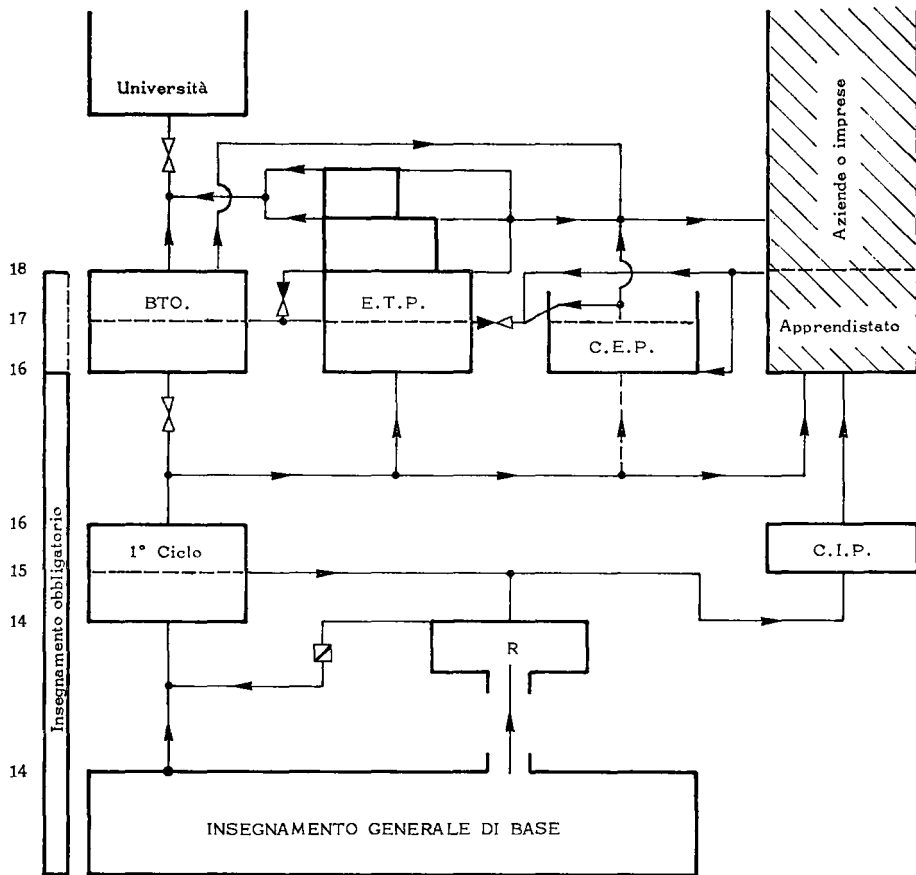 Università
Aziende o imprese
18
BTO.
E.T.P.
17
C.E.P.
Apprendistato
16
Insegnamento obbligatorio
16
1° Ciclo
C.I.P.
15
14
R
14
INSEGNAMENTO GENERALE DI BASE